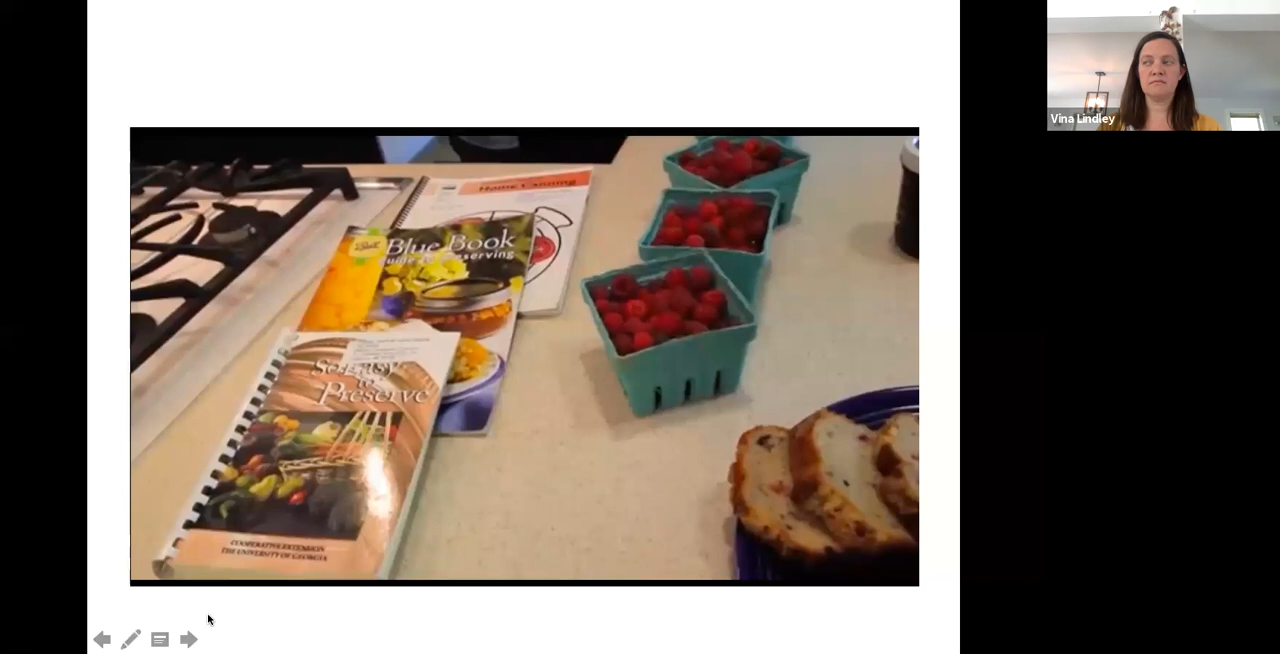 Vina Lindley
Home Canning
Ball
Blue Book
guide to preserving
So Easy
to
Preserve
COOPERATIVE EXTENSION
THE UNIVERSITY OF GEORGIA